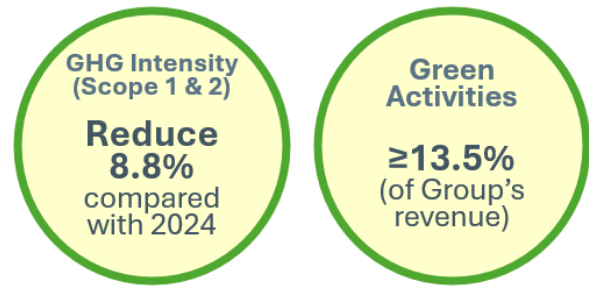 GHG Intensity
(Scope 1 & 2)
Reduce
8.8%
compared
with 2024
Green
Activities
≥13.5%
(of Group's
revenue)